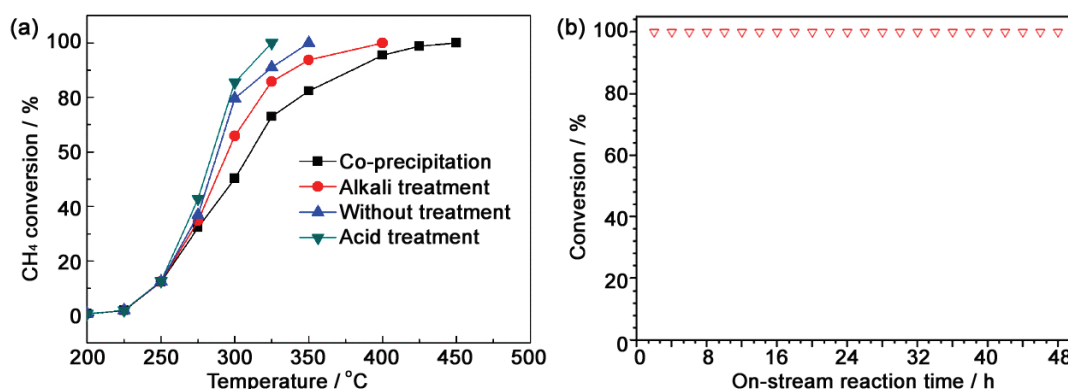 (a)
CH₄ conversion / %
100
80
50
40
20
0
Co-precipitation
Alkali treatment
Without treatment
Acid treatment
200 250 300 350 400 450 500
Temperature / °C
(b)
Conversion / %
100
80
60
40
20
0
0 8 16 24 32 40 48
On-stream reaction time / h